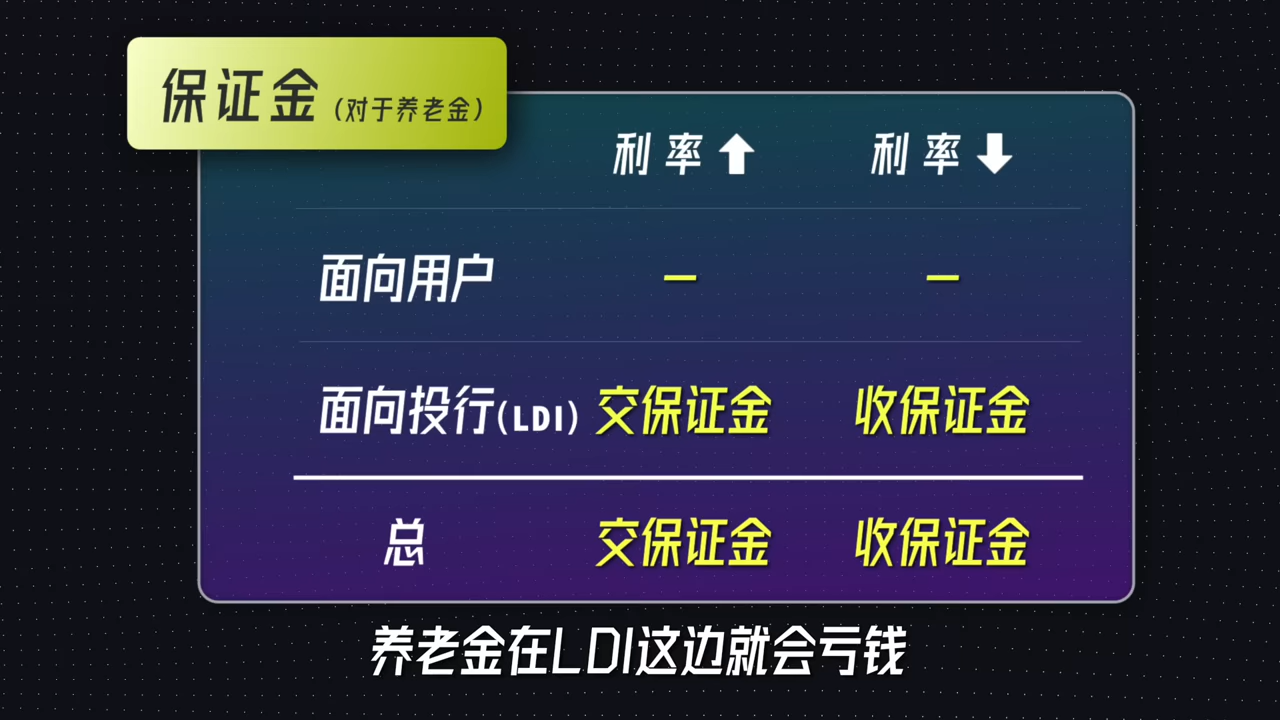 保证金（对于养老金）
利率 利率
面向用户 — —
面向投行(LDI) 交保证金 收保证金
总 交保证金 收保证金
养老金在LDI这边就会亏钱